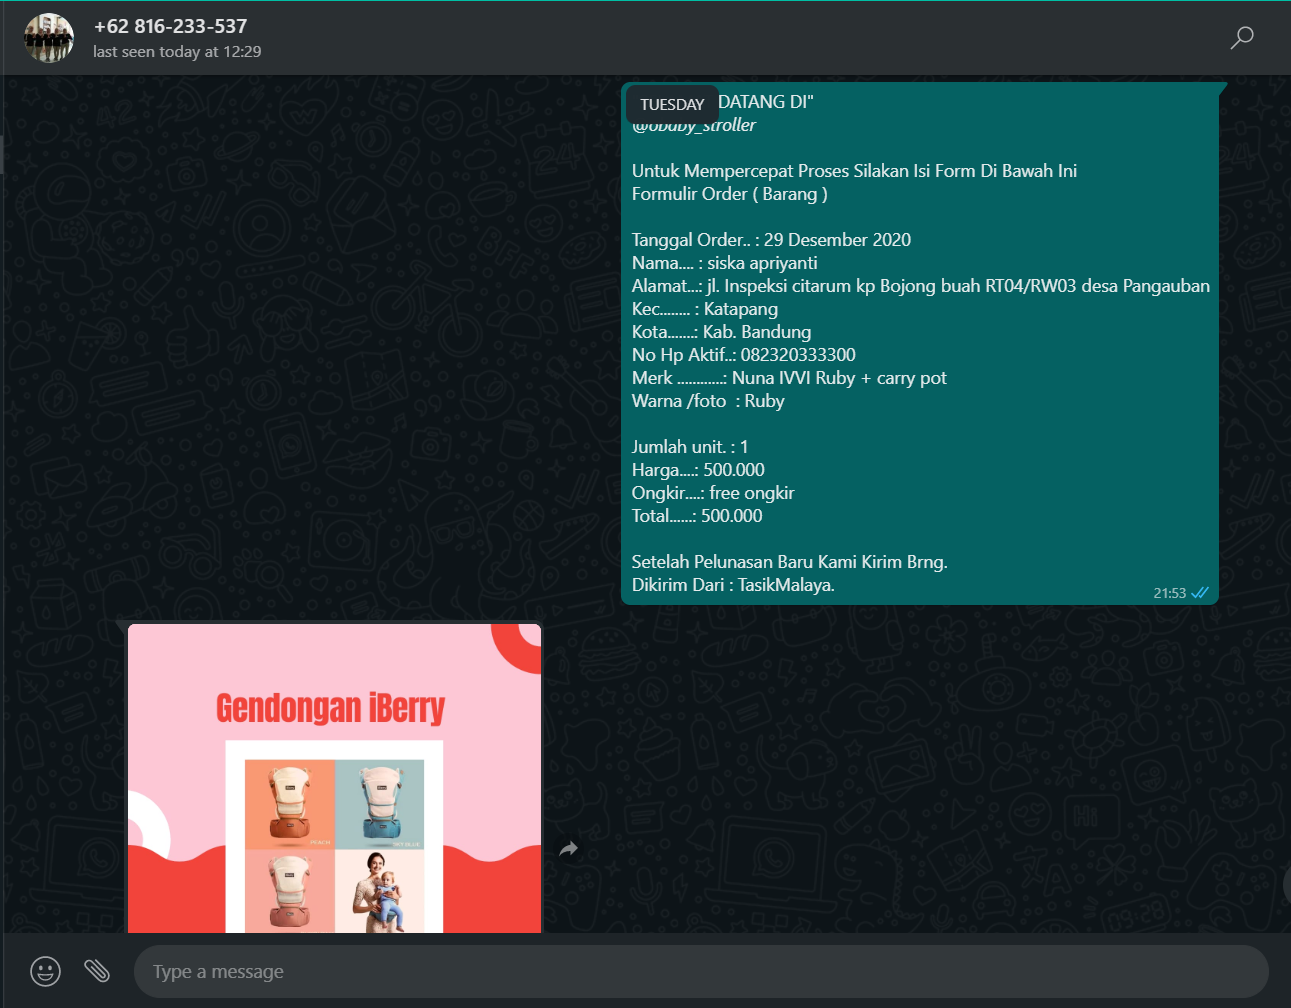 +62 816-233-537
last seen today at 12:29
TUESDAY
DATANG DI"
@obaby_stroller
Untuk Mempercepat Proses Silakan Isi Form Di Bawah Ini
Formulir Order ( Barang )
Tanggal Order.. : 29 Desember 2020
Nama.... : siska apriyanti
Alamat...: jl. Inspeksi citarum kp Bojong buah RT04/RW03 desa Pangauban
Kec........ : Katapang
Kota.......: Kab. Bandung
No Hp Aktif..: 082320333300
Merk ............: Nuna IVVI Ruby + carry pot
Warna /foto  : Ruby
Jumlah unit. : 1
Harga....: 500.000
Ongkir....: free ongkir
Total......: 500.000
Setelah Pelunasan Baru Kami Kirim Brng.
Dikirim Dari : TasikMalaya.
21:53
Gendongan iBerry
PEACH
SKY BLUE
Type a message